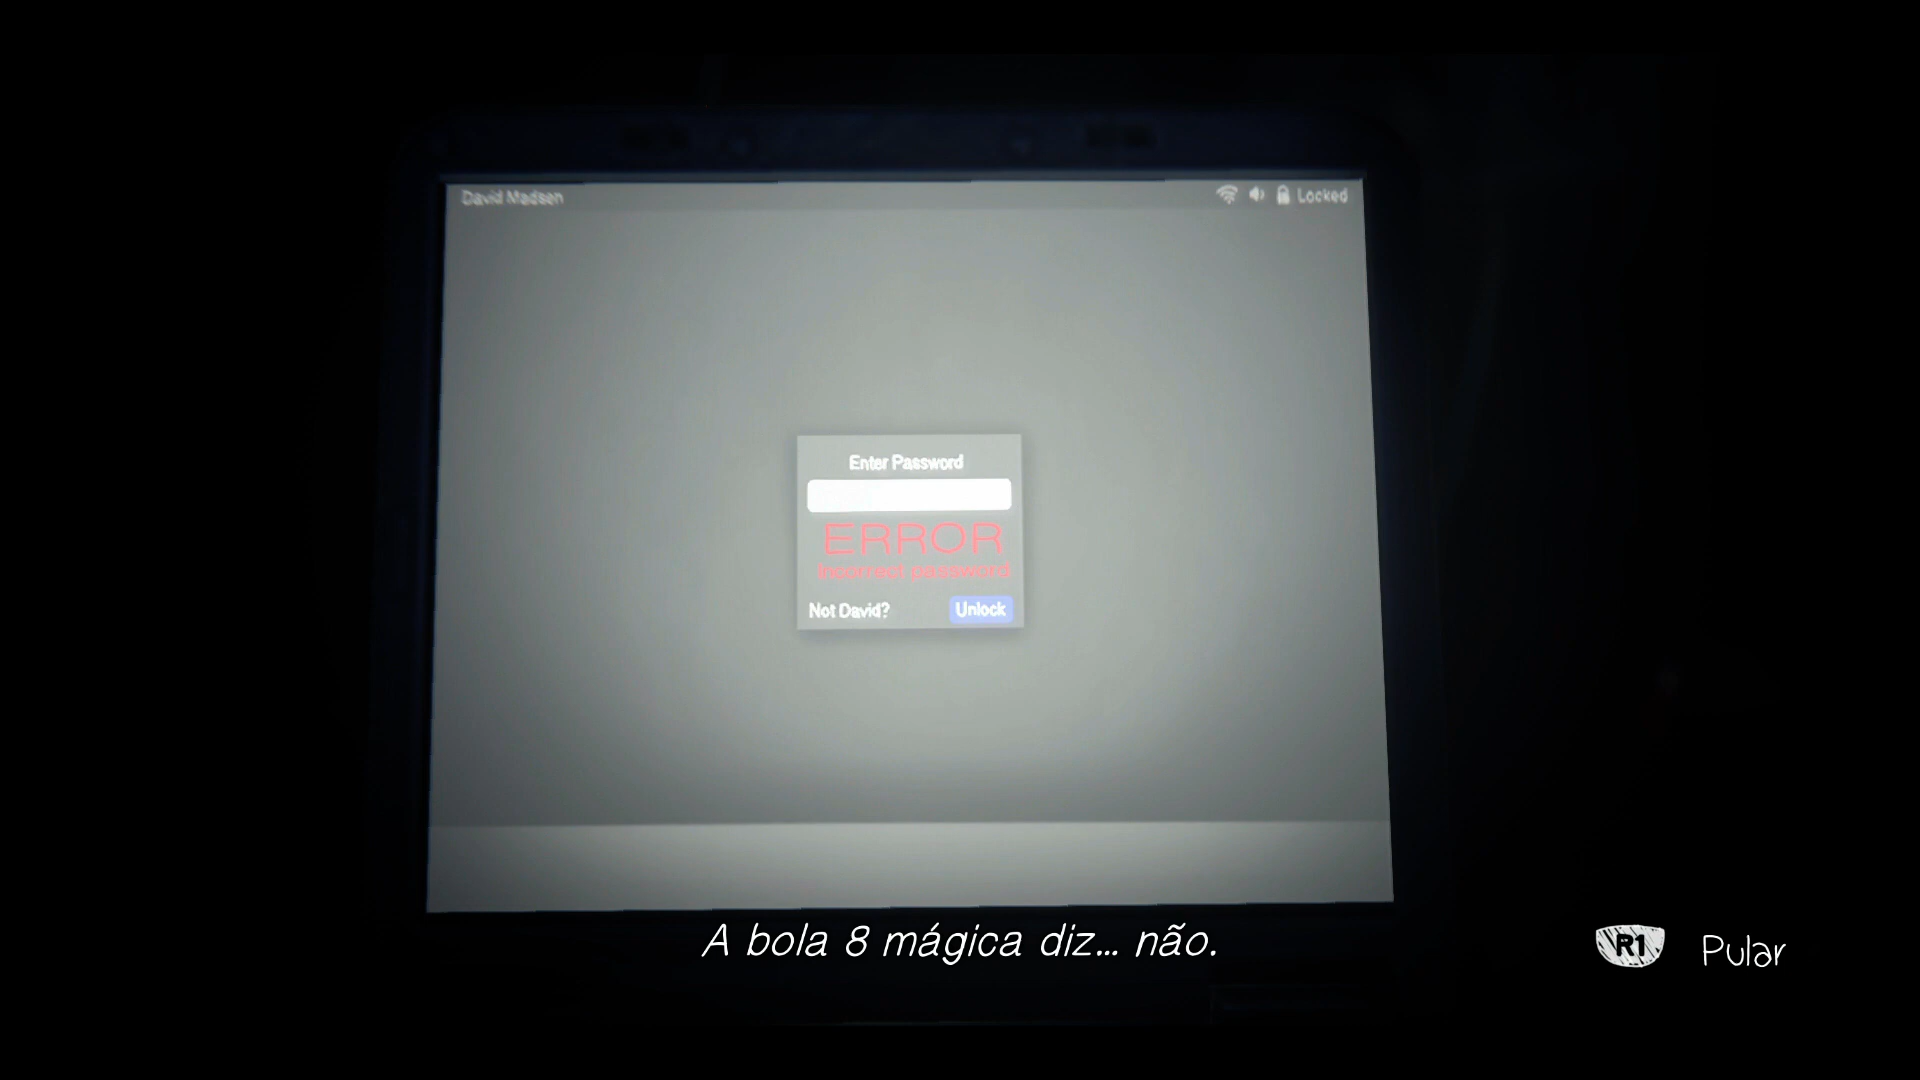 David Madsen
Locked
Enter Password
ERROR
Incorrect password
Not David?
Unlock
A bola 8 mágica diz... não.
R1 Pular